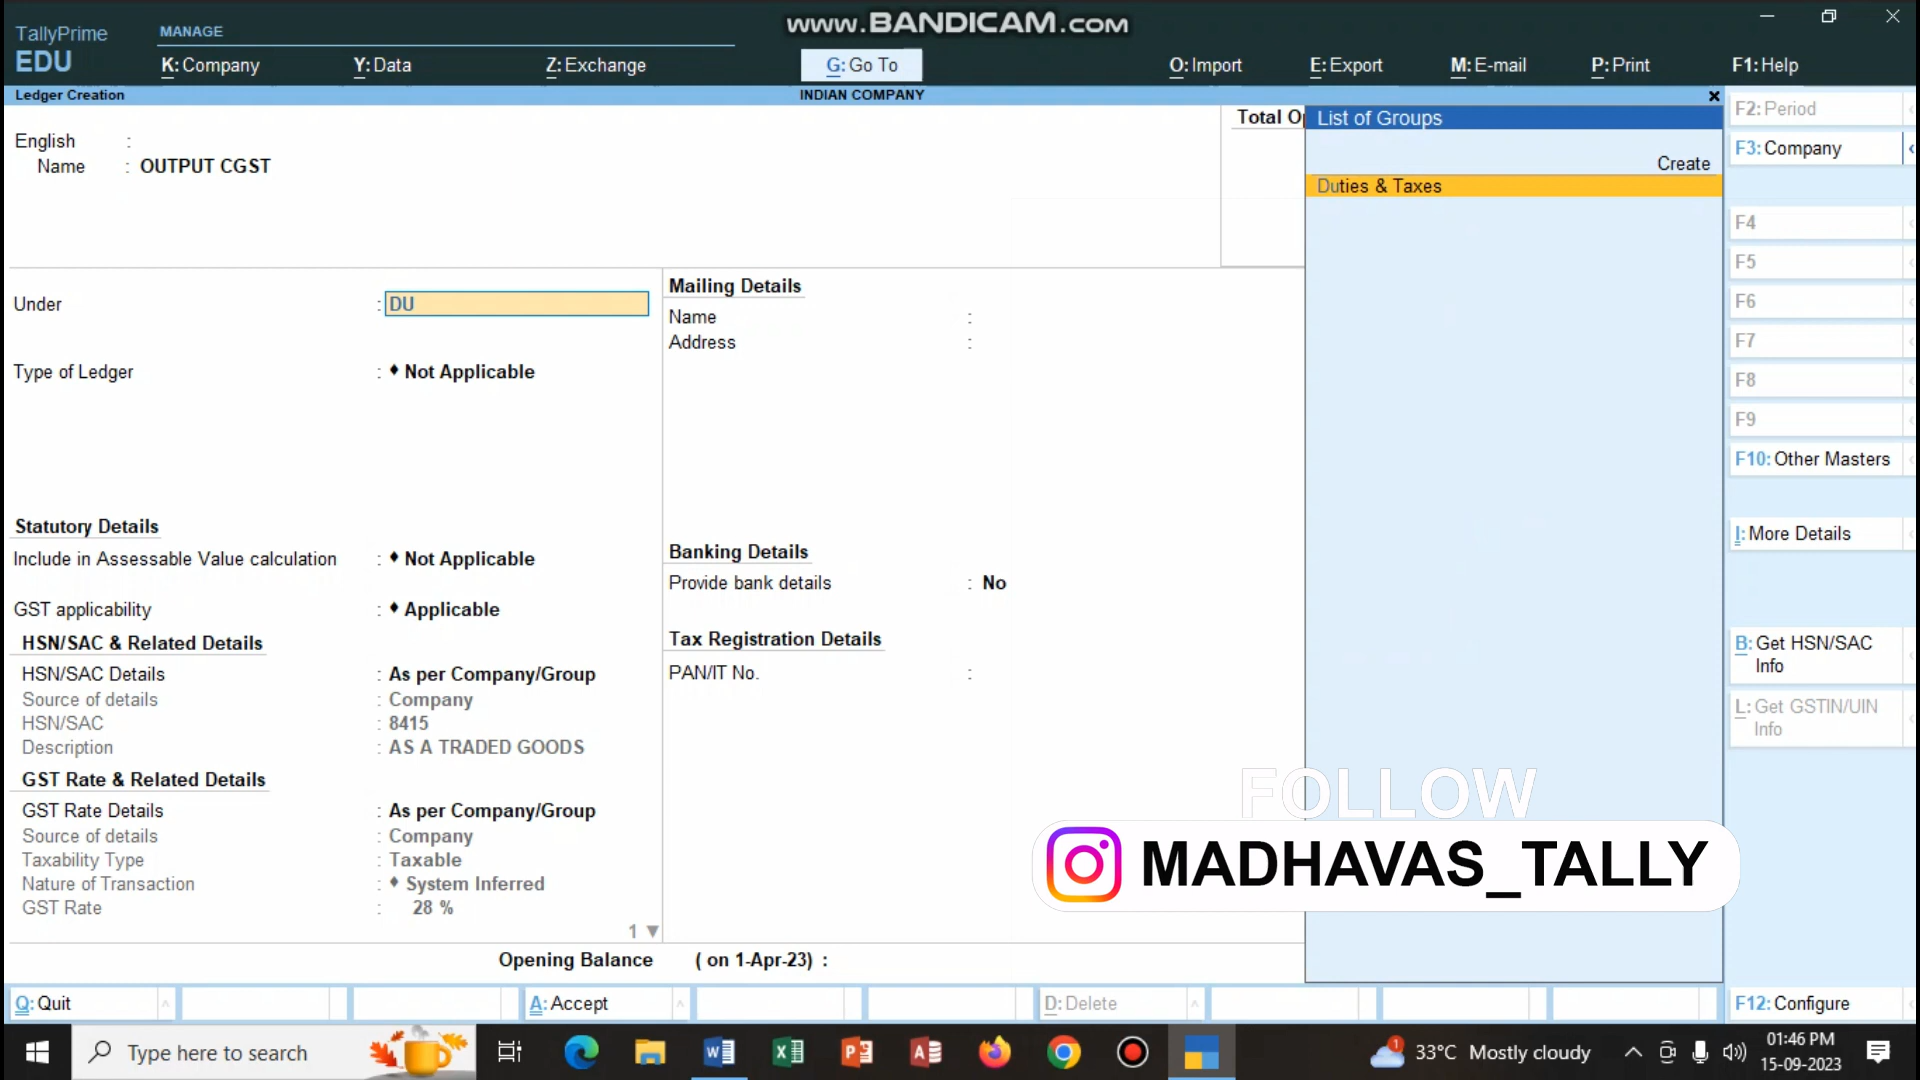 www.BANDICAM.com
TallyPrime
EDU
MANAGE
K: Company
Y: Data
Z: Exchange
G: Go To
O: Import
E: Export
M: E-mail
P: Print
F1: Help
Ledger Creation
INDIAN COMPANY
English :
Name : OUTPUT CGST
Total O
List of Groups
Create
Duties & Taxes
Under : DU
Type of Ledger : ♦ Not Applicable
Statutory Details
Include in Assessable Value calculation : ♦ Not Applicable
GST applicability : ♦ Applicable
HSN/SAC & Related Details
HSN/SAC Details : As per Company/Group
Source of details : Company
HSN/SAC : 8415
Description : AS A TRADED GOODS
GST Rate & Related Details
GST Rate Details : As per Company/Group
Source of details : Company
Taxability Type : Taxable
Nature of Transaction : ♦ System Inferred
GST Rate : 28 %
1 ▼
Mailing Details
Name :
Address :
Banking Details
Provide bank details : No
Tax Registration Details
PAN/IT No. :
Opening Balance ( on 1-Apr-23) :
F2: Period
F3: Company
F4
F5
F6
F7
F8
F9
F10: Other Masters
I: More Details
B: Get HSN/SAC
Info
L: Get GSTIN/UIN
Info
FOLLOW
MADHAVAS_TALLY
Q: Quit
A: Accept
D: Delete
F12: Configure
Type here to search
1
33°C Mostly cloudy
01:46 PM
15-09-2023